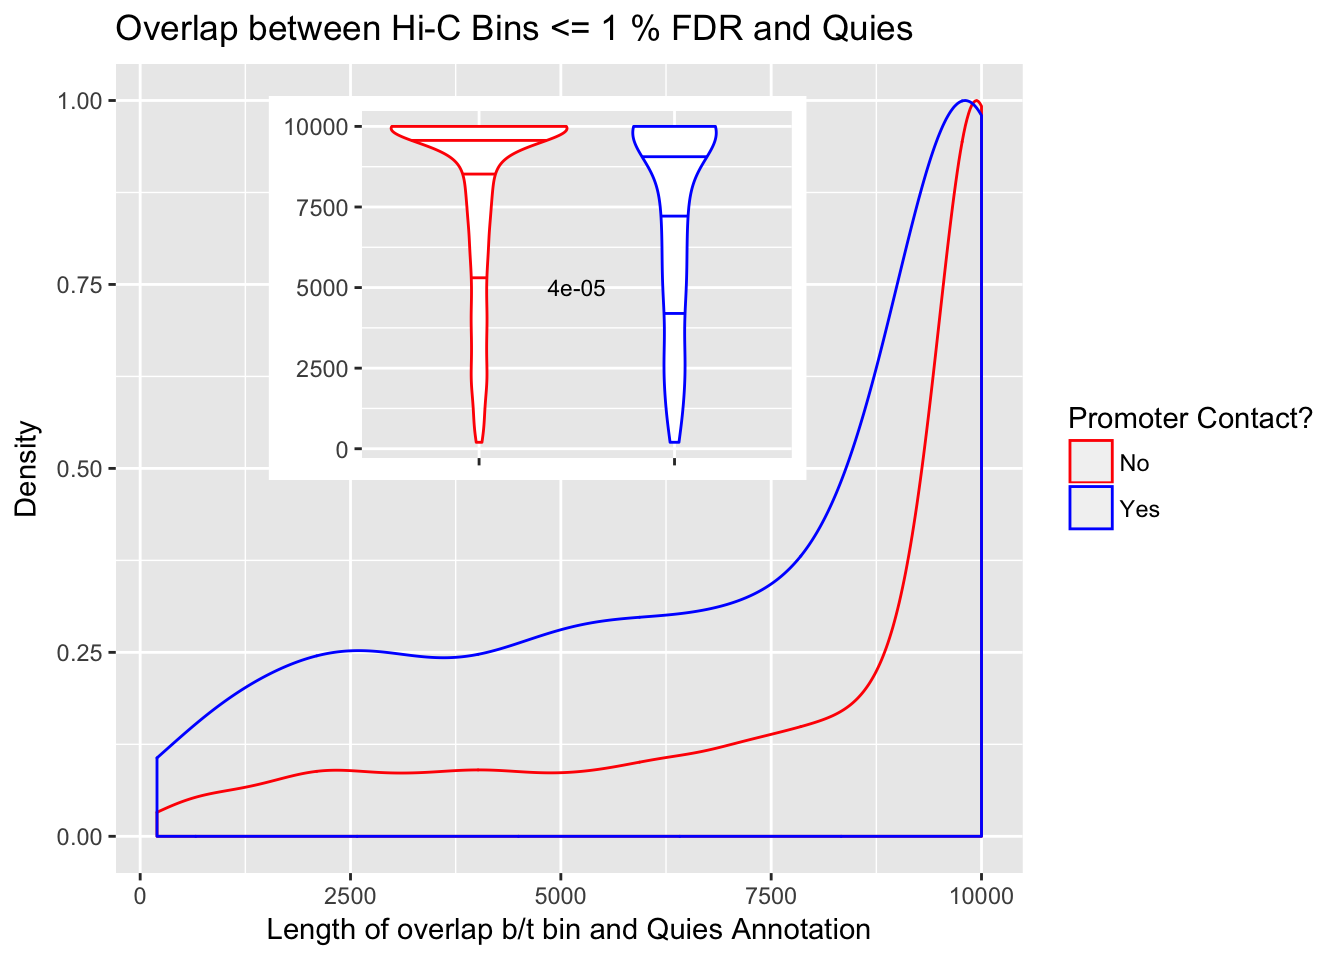 Overlap between Hi-C Bins <= 1 % FDR and Quies
1.00
0.75
0.50
0.25
0.00
Density
10000
7500
5000
2500
0
4e-05
0 2500 5000 7500 10000
Length of overlap b/t bin and Quies Annotation
Promoter Contact?
No
Yes